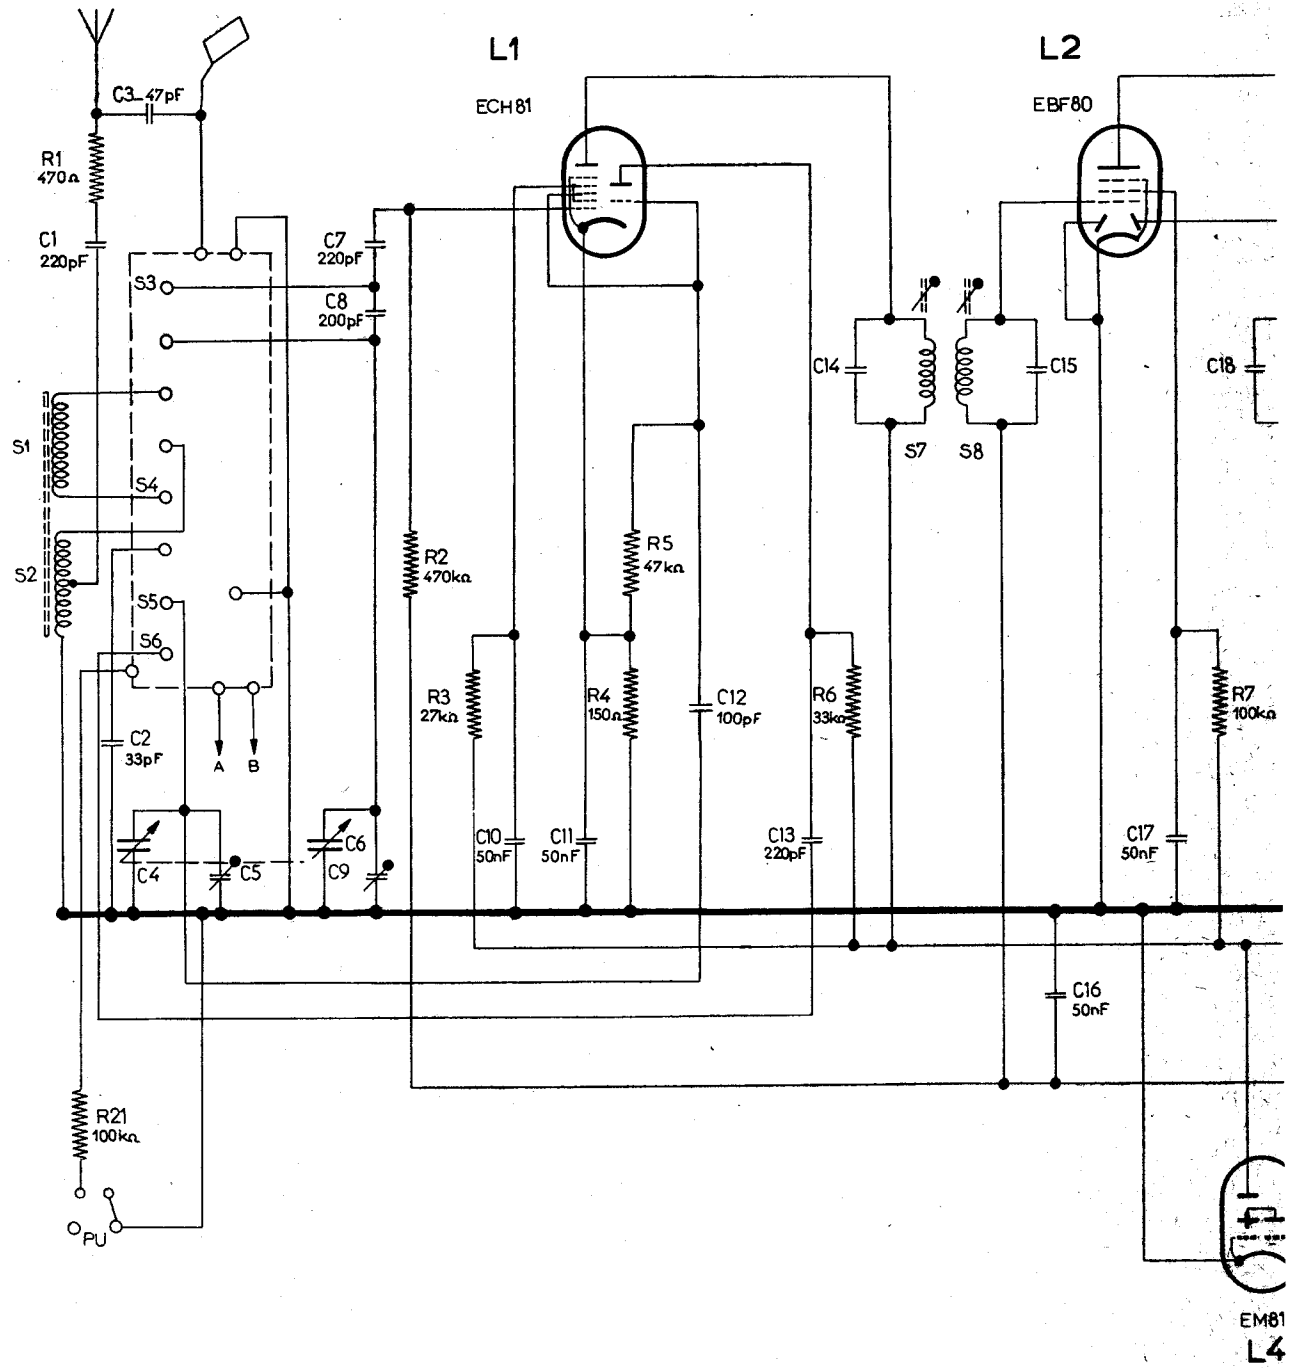 L1
L2
C3 47pF
ECH81
EBF80
R1
470Ω
C1
220pF
C7
220pF
S3
C8
200pF
C14
C15
C18
S1
S7
S8
S4
R5
47kΩ
R2
470kΩ
S2
S5
S6
R3
27kΩ
R4
150Ω
C12
100pF
R6
33kΩ
R7
100kΩ
C2
33pF
A
B
C10
50nF
C11
50nF
C13
220pF
C17
50nF
C6
C4
C5
C9
C16
50nF
R21
100kΩ
PU
EM81
L4